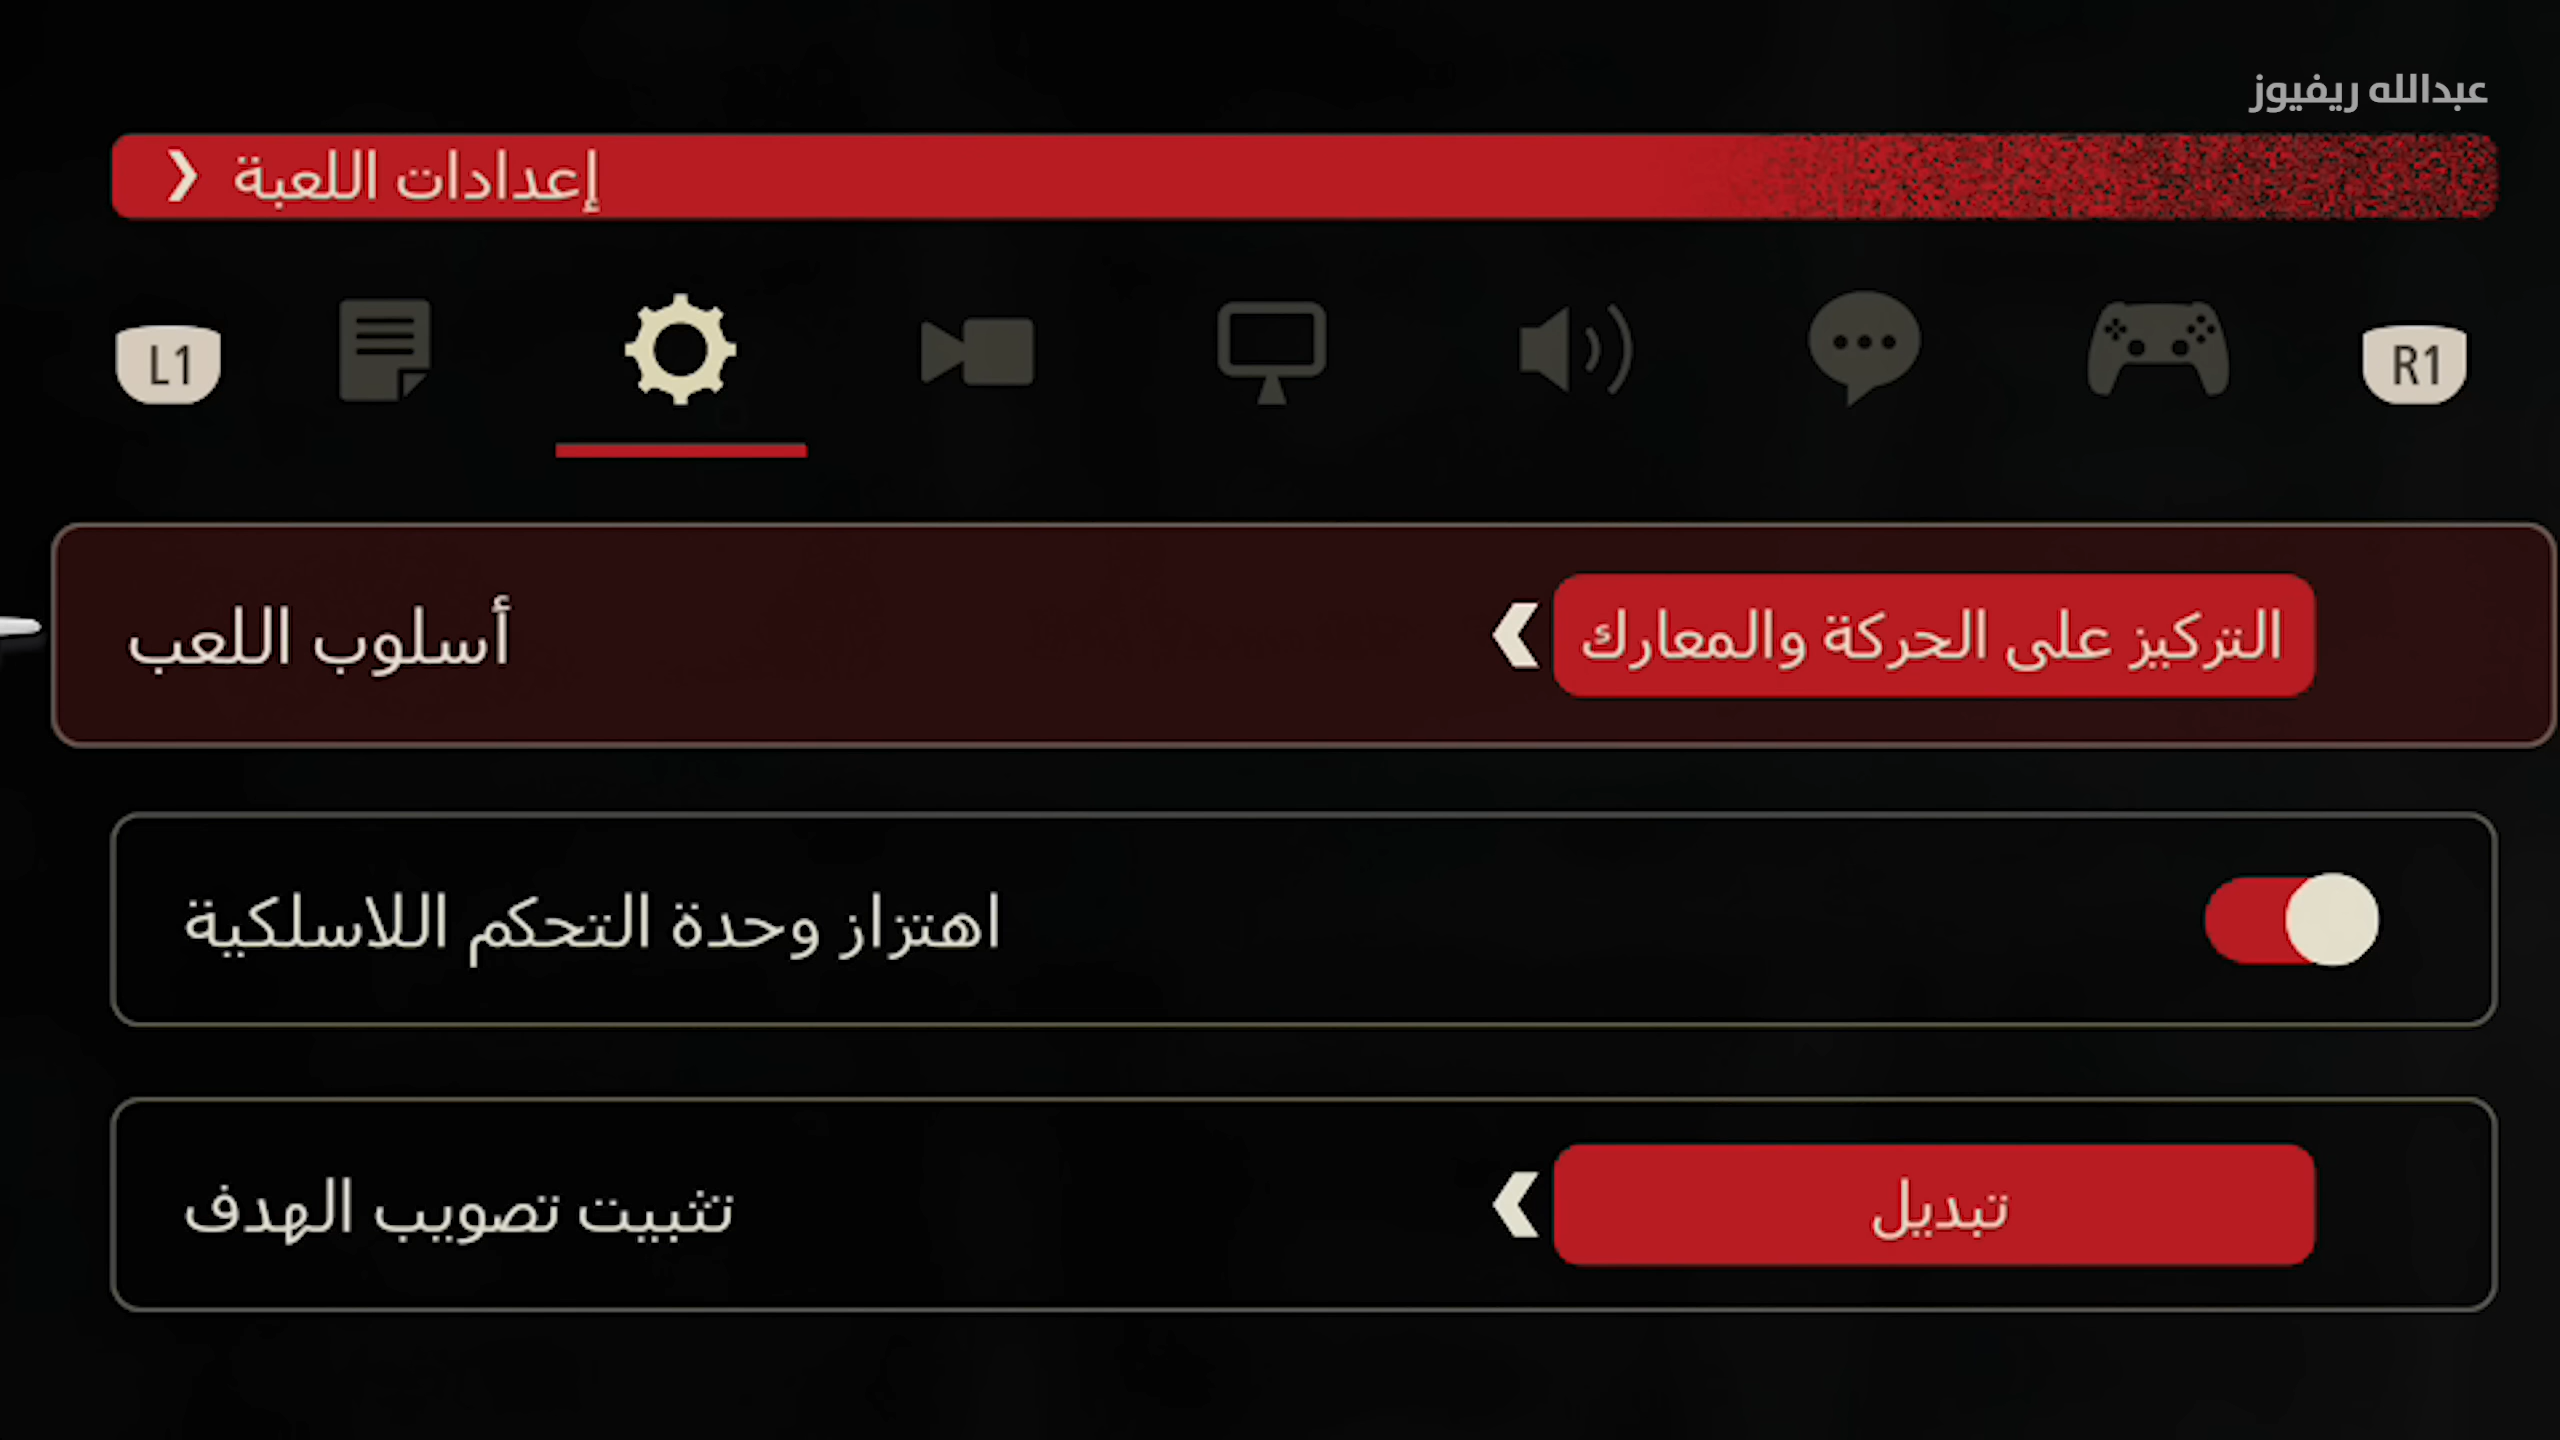 عبدالله ريفيوز
إعدادات اللعبة
L1
R1
أسلوب اللعب
التركيز على الحركة والمعارك
اهتزاز وحدة التحكم اللاسلكية
تثبيت تصويب الهدف
تبديل